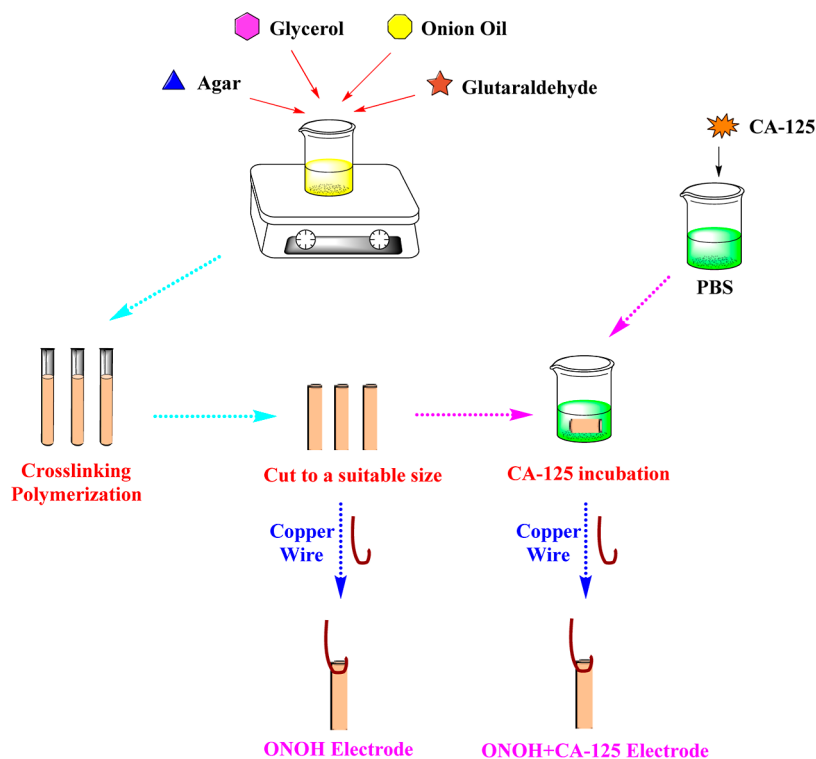 Glycerol
Onion Oil
Agar
Glutaraldehyde
CA-125
PBS
Crosslinking
Polymerization
Cut to a suitable size
CA-125 incubation
Copper
Wire
Copper
Wire
ONOH Electrode
ONOH+CA-125 Electrode